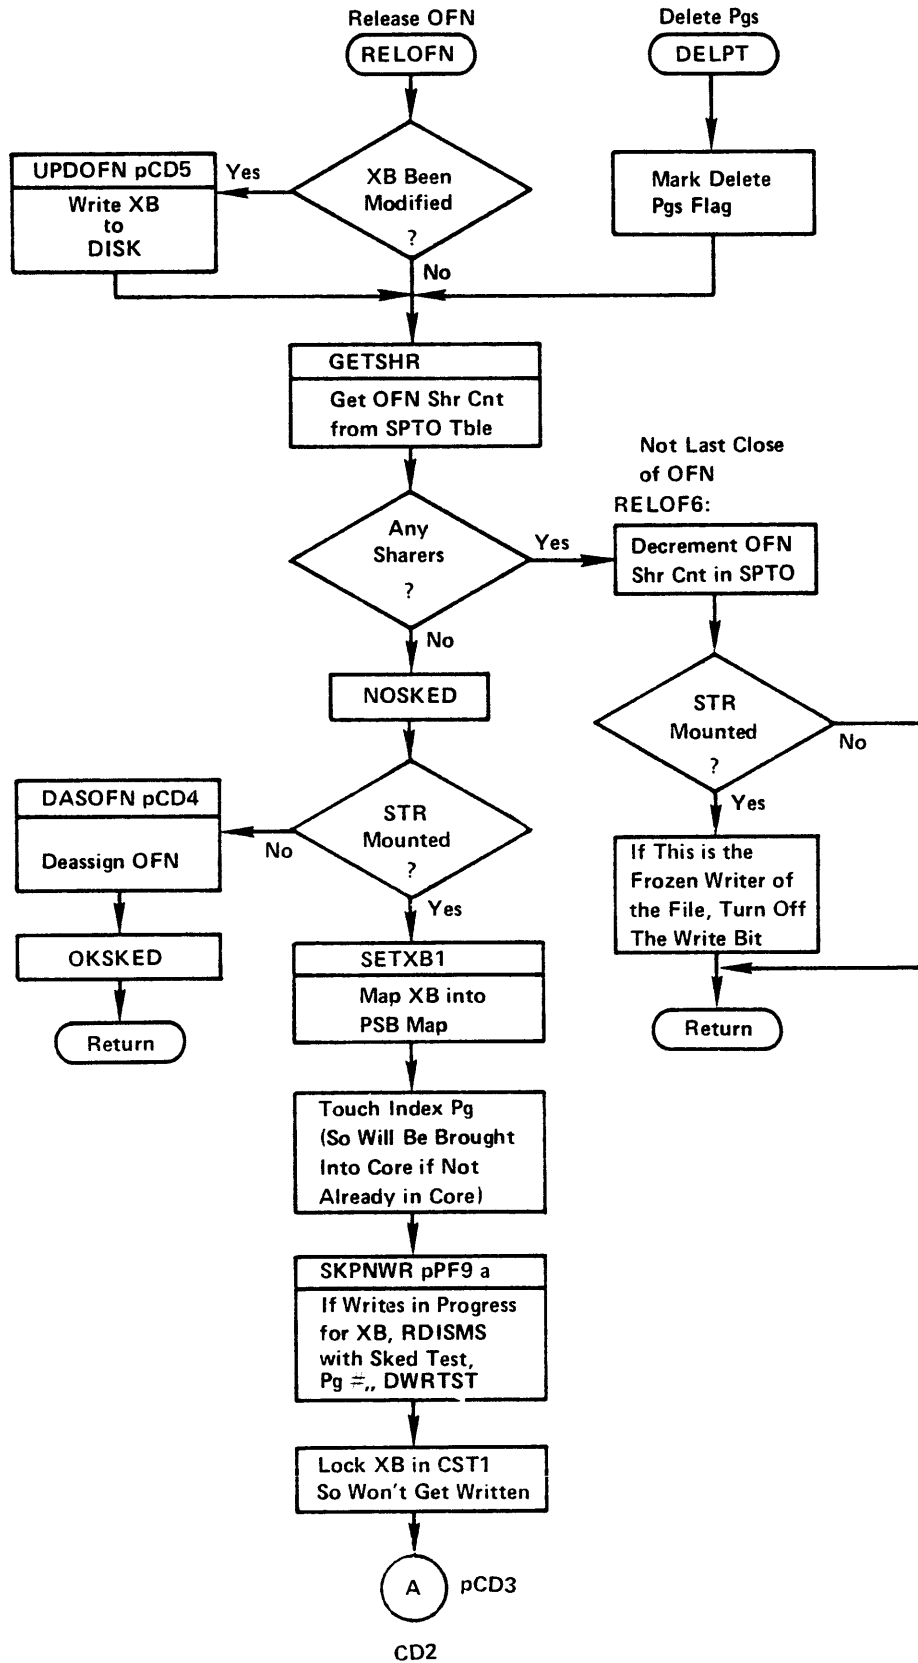 Release OFN
RELOFN
Delete Pgs
DELPT
UPDOFN pCD5
Write XB
to
DISK
Yes
XB Been
Modified
?
No
Mark Delete
Pgs Flag
GETSHR
Get OFN Shr Cnt
from SPTO Tble
Any
Sharers
?
Yes
No
Not Last Close
of OFN
RELOF6:
Decrement OFN
Shr Cnt in SPTO
NOSKED
STR
Mounted
?
No
Yes
DASOFN pCD4
Deassign OFN
No
STR
Mounted
?
Yes
If This is the
Frozen Writer of
the File, Turn Off
The Write Bit
OKSKED
Return
SETXB1
Map XB into
PSB Map
Return
Touch Index Pg
(So Will Be Brought
Into Core if Not
Already in Core)
SKPNWR pPF9 a
If Writes in Progress
for XB, RDISMS
with Sked Test,
Pg #,, DWRTST
Lock XB in CST1
So Won't Get Written
A
pCD3
CD2